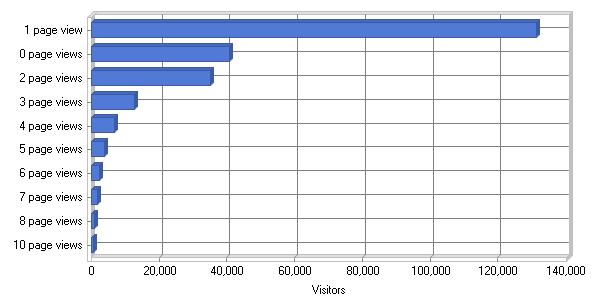 1 page view
0 page views
2 page views
3 page views
4 page views
5 page views
6 page views
7 page views
8 page views
10 page views
0 20,000 40,000 60,000 80,000 100,000 120,000 140,000
Visitors